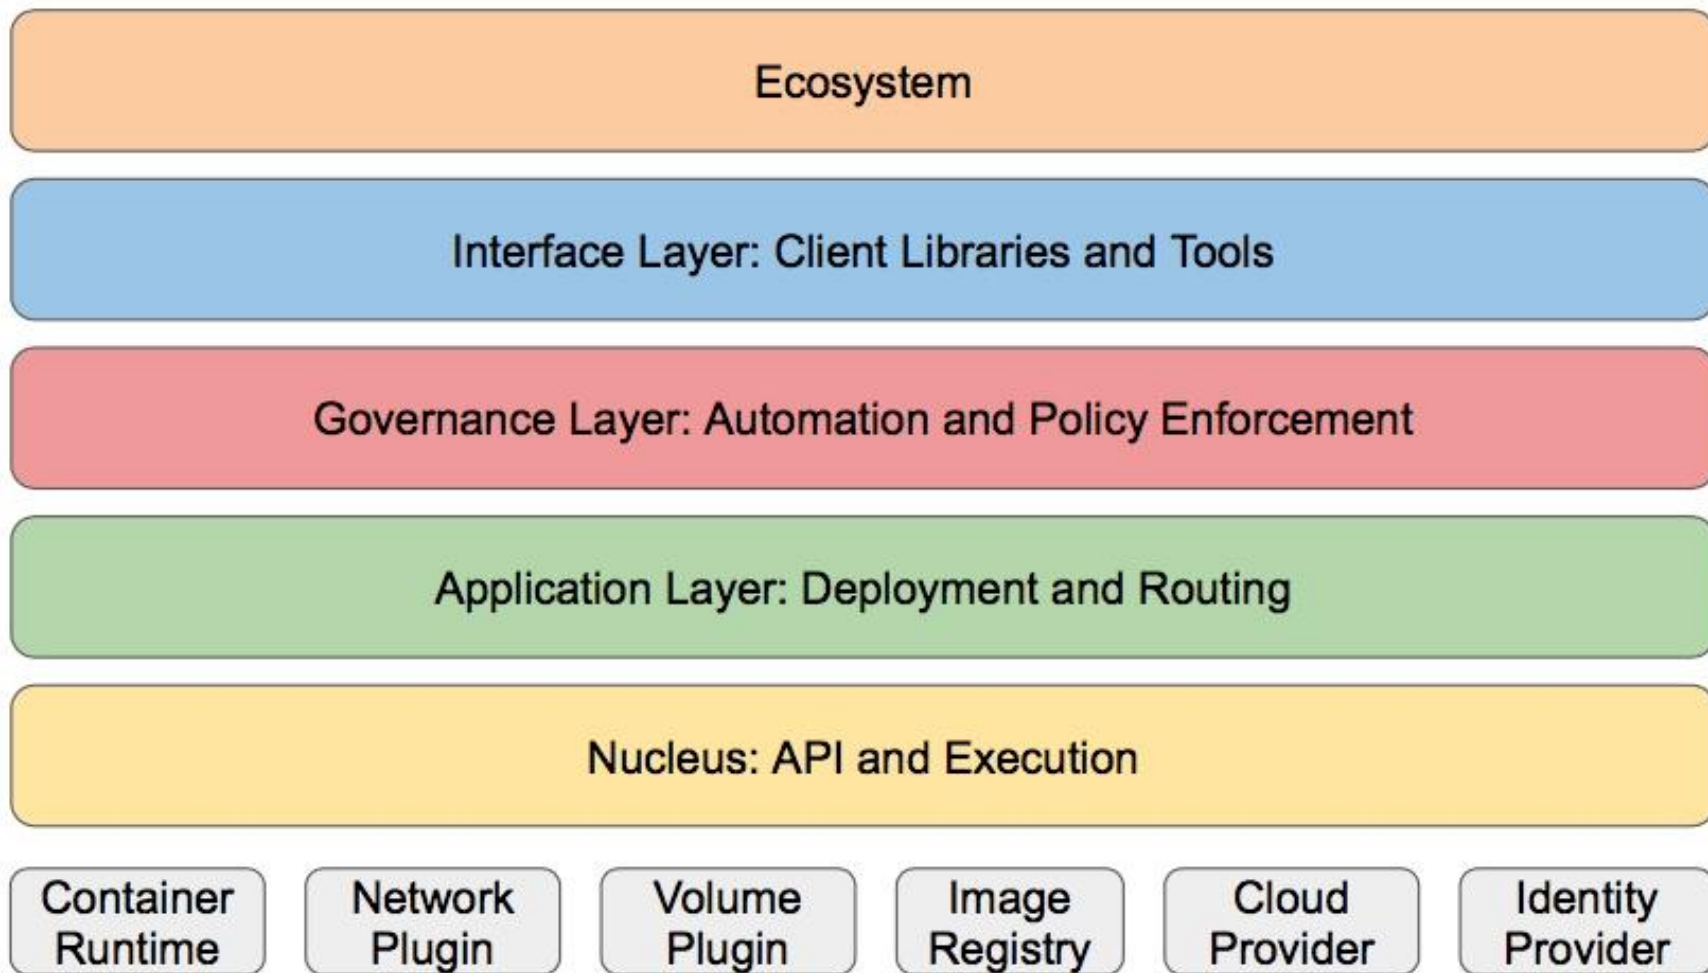 Ecosystem
Interface Layer: Client Libraries and Tools
Governance Layer: Automation and Policy Enforcement
Application Layer: Deployment and Routing
Nucleus: API and Execution
Container
Runtime
Network
Plugin
Volume
Plugin
Image
Registry
Cloud
Provider
Identity
Provider